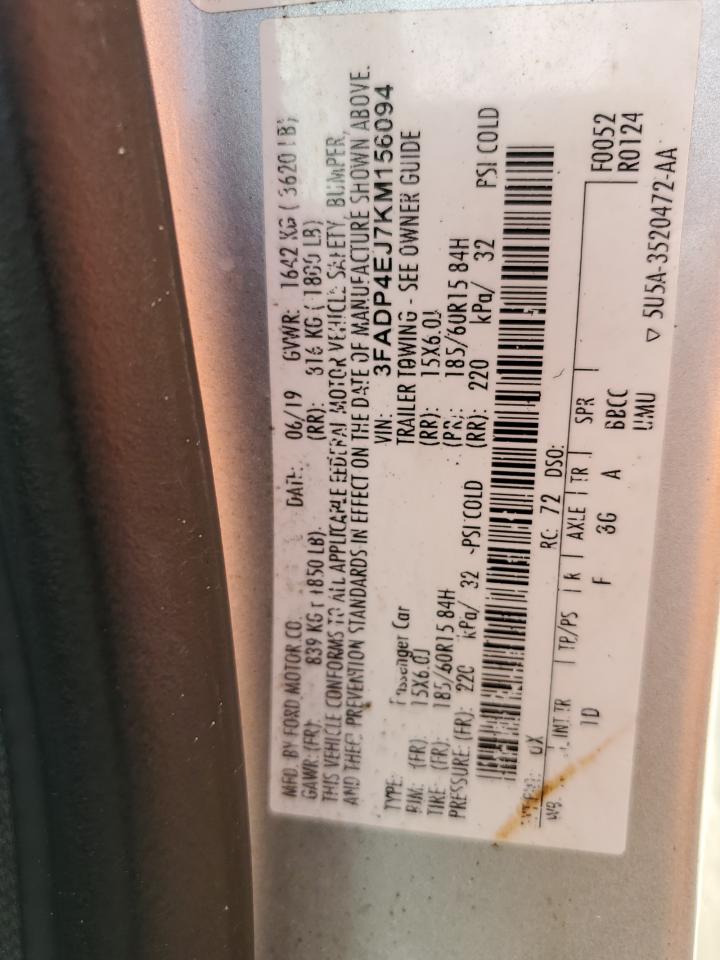 MFD. BY FORD MOTOR CO.
DATE: 06/19 GVWR: 1642 KG ( 3620 LB)
GAWR: (FR): 839 KG ( 1850 LB) (RR): 816 KG ( 1800 LB)
THIS VEHICLE CONFORMS TO ALL APPLICABLE FEDERAL MOTOR VEHICLE SAFETY, BUMPER,
AND THEFT PREVENTION STANDARDS IN EFFECT ON THE DATE OF MANUFACTURE SHOWN ABOVE.
VIN: 3FADP4EJ7KM156094
TYPE: Passenger Car TRAILER TOWING - SEE OWNER GUIDE
RIM: (FR): 15X6.0J (RR): 15X6.0J
TIRE (FR): 185/60R15 84H (RR): 185/60R15 84H
PRESSURE: (FR): 220 kPa/ 32 PSI COLD (RR): 220 kPa/ 32 PSI COLD
UX RC: 72 DSO: F0052
WB INT TR TP/PS R AXLE TR SPR R0124
1D F 3G A BBCC
UMU
▽ 5U5A-3520472-AA